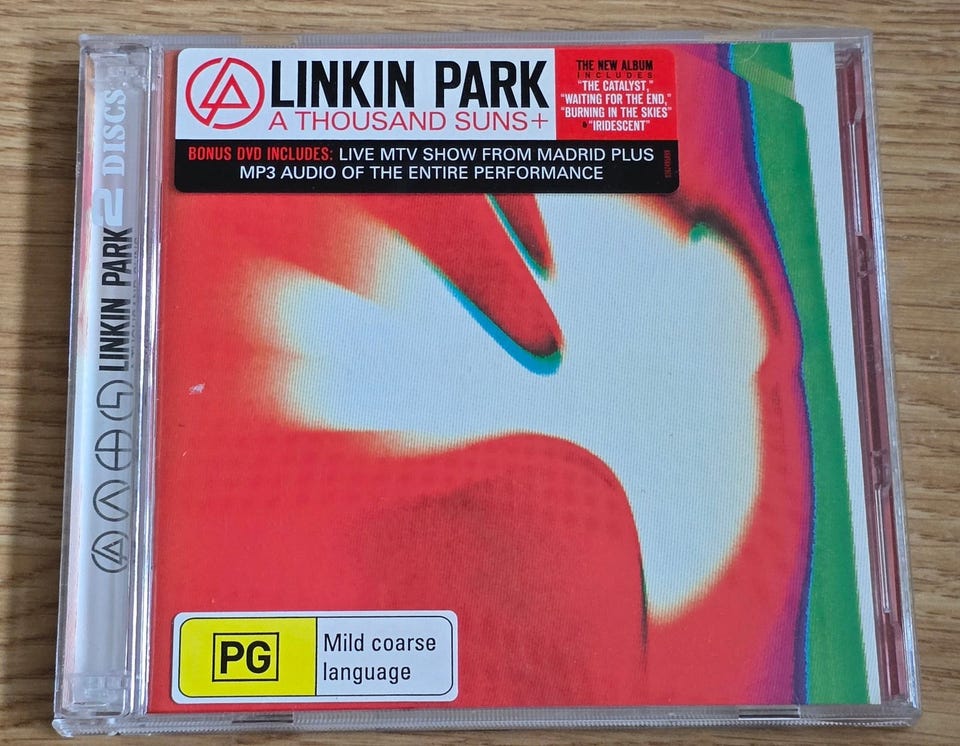 LINKIN PARK
A THOUSAND SUNS+
THE NEW ALBUM
INCLUDES
"THE CATALYST,"
"WAITING FOR THE END,"
"BURNING IN THE SKIES"
& "IRIDESCENT"
BONUS DVD INCLUDES: LIVE MTV SHOW FROM MADRID PLUS
MP3 AUDIO OF THE ENTIRE PERFORMANCE
2 DISCS
LINKIN PARK
PG
Mild coarse
language